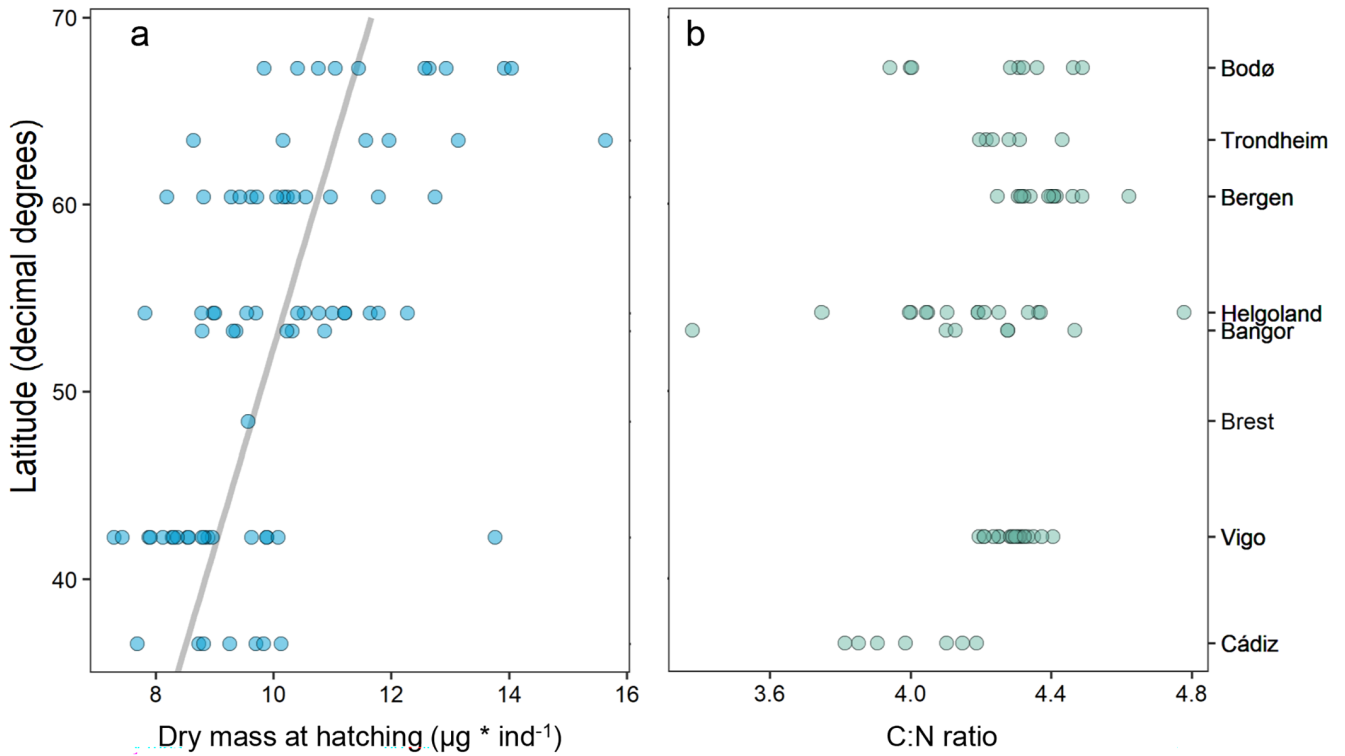 a
b
70
60
50
40
Latitude (decimal degrees)
8
10
12
14
16
Dry mass at hatching (µg * ind-1)
3.6
4.0
4.4
4.8
C:N ratio
Bodø
Trondheim
Bergen
Helgoland
Bangor
Brest
Vigo
Cádiz